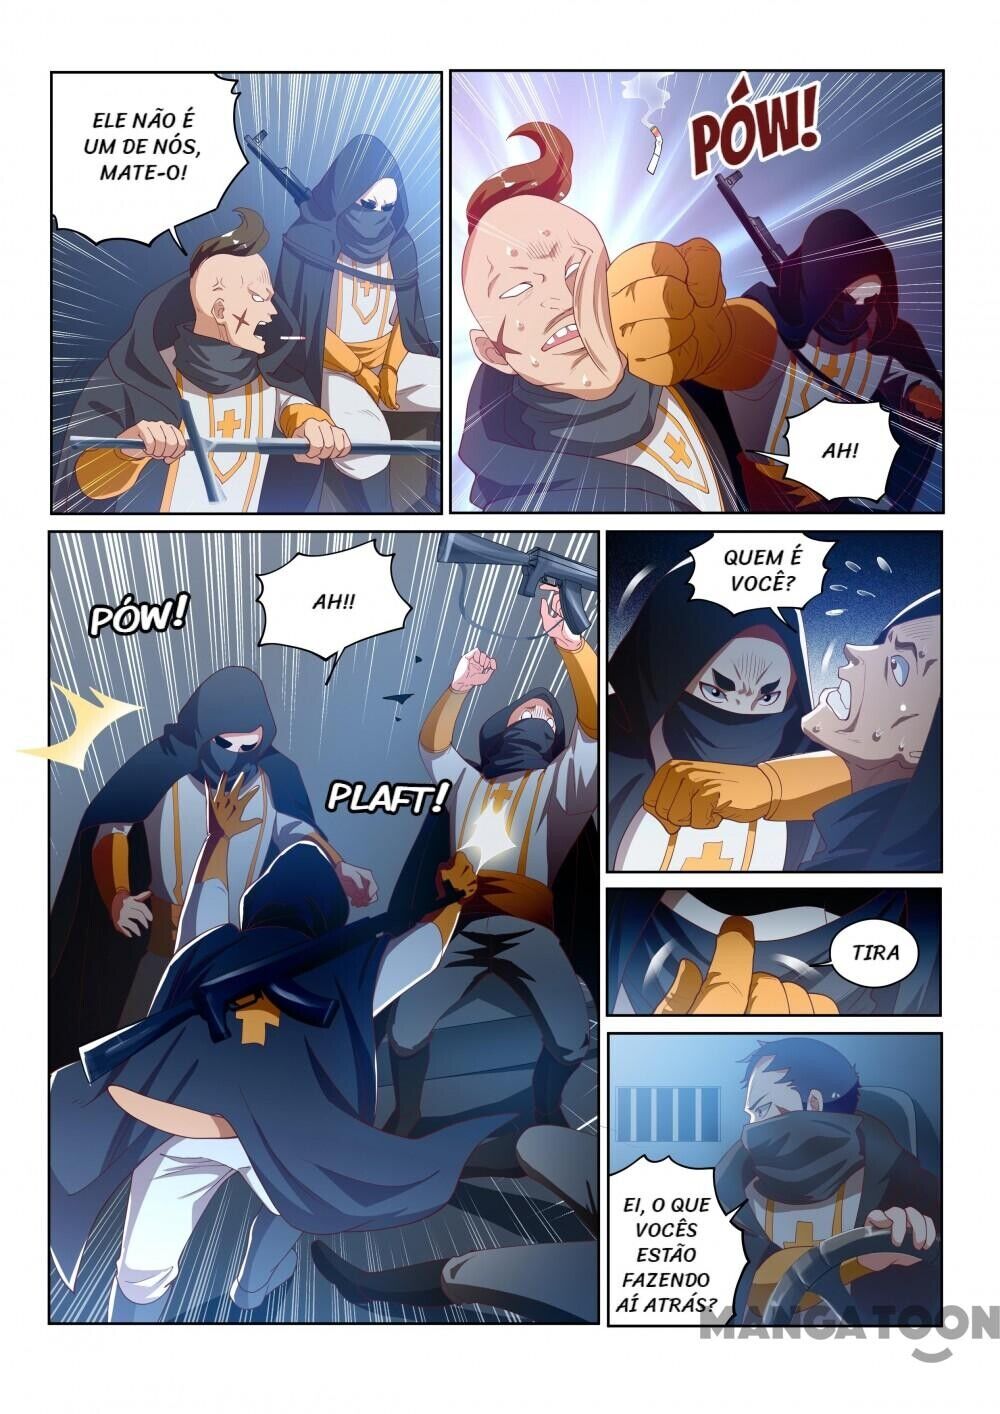 ELE NÃO É
UM DE NÓS,
MATE-O!
PÓW!
AH!
PÓW!
AH!!
PLAFT!
QUEM É
VOCÊ?
TIRA
EI, O QUE
VOCÊS
ESTÃO
FAZENDO
AÍ ATRÁS?
MANGATOON